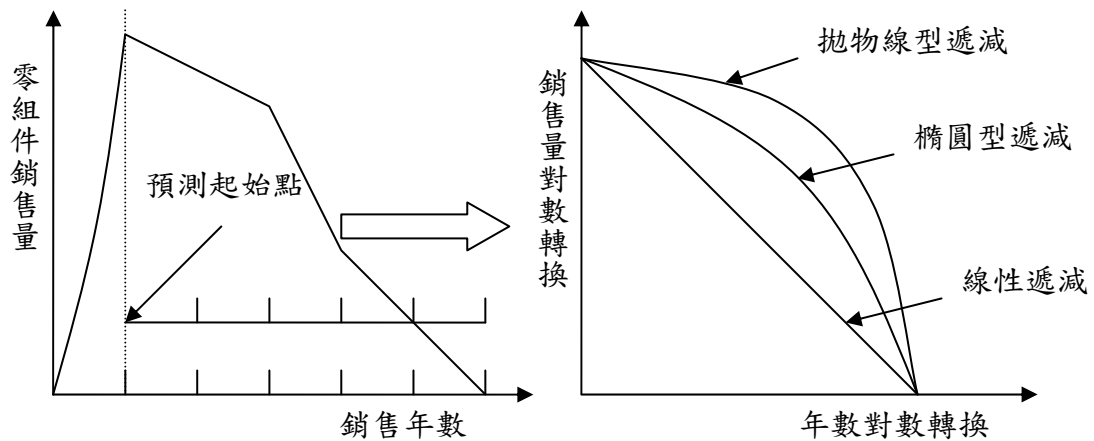 零組件銷售量
預測起始點
銷售年數
銷售量對數轉換
拋物線型遞減
橢圓型遞減
線性遞減
年數對數轉換